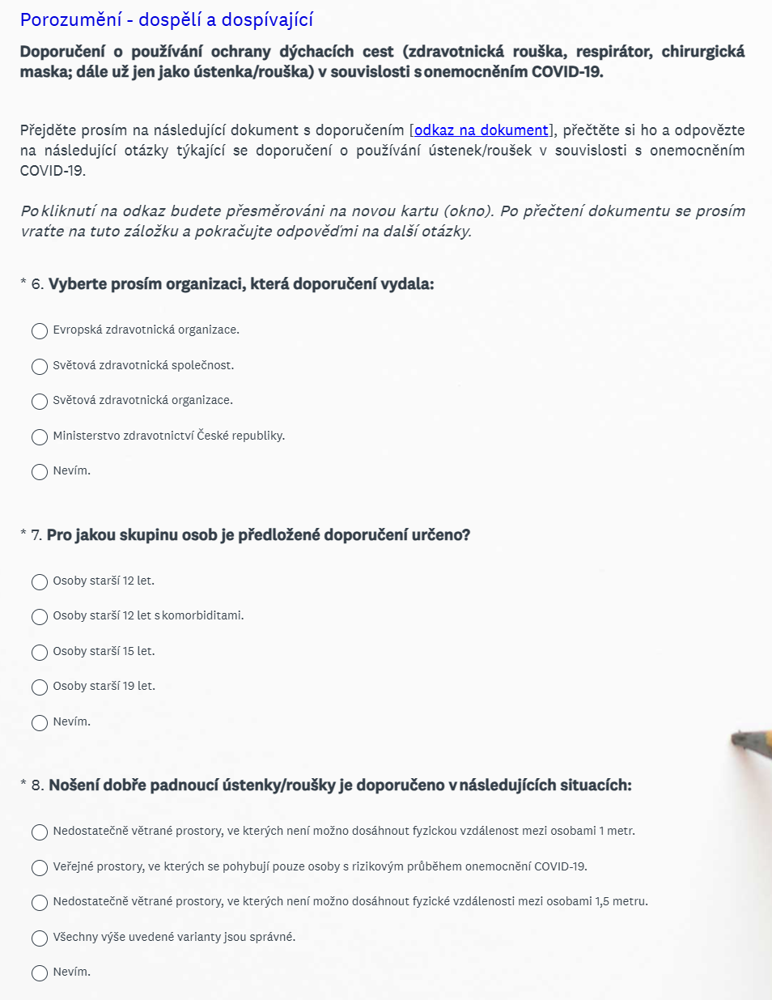 Porozumění - dospělí a dospívající
Doporučení o používání ochrany dýchacích cest (zdravotnická rouška, respirátor, chirurgická
maska; dále už jen jako ústenka/rouška) v souvislosti s onemocněním COVID-19.
Přejděte prosím na následující dokument s doporučením [odkaz na dokument], přečtěte si ho a odpovězte
na následující otázky týkající se doporučení o používání ústenek/roušek v souvislosti s onemocněním
COVID-19.
Po kliknutí na odkaz budete přesměrováni na novou kartu (okno). Po přečtení dokumentu se prosím
vraťte na tuto záložku a pokračujte odpověďmi na další otázky.
* 6. Vyberte prosím organizaci, která doporučení vydala:
Evropská zdravotnická organizace.
Světová zdravotnická společnost.
Světová zdravotnická organizace.
Ministerstvo zdravotnictví České republiky.
Nevím.
* 7. Pro jakou skupinu osob je předložené doporučení určeno?
Osoby starší 12 let.
Osoby starší 12 let s komorbiditami.
Osoby starší 15 let.
Osoby starší 19 let.
Nevím.
* 8. Nošení dobře padnoucí ústenky/roušky je doporučeno v následujících situacích:
Nedostatečně větrané prostory, ve kterých není možno dosáhnout fyzickou vzdálenost mezi osobami 1 metr.
Veřejné prostory, ve kterých se pohybují pouze osoby s rizikovým průběhem onemocnění COVID-19.
Nedostatečně větrané prostory, ve kterých není možno dosáhnout fyzické vzdálenosti mezi osobami 1,5 metru.
Všechny výše uvedené varianty jsou správné.
Nevím.